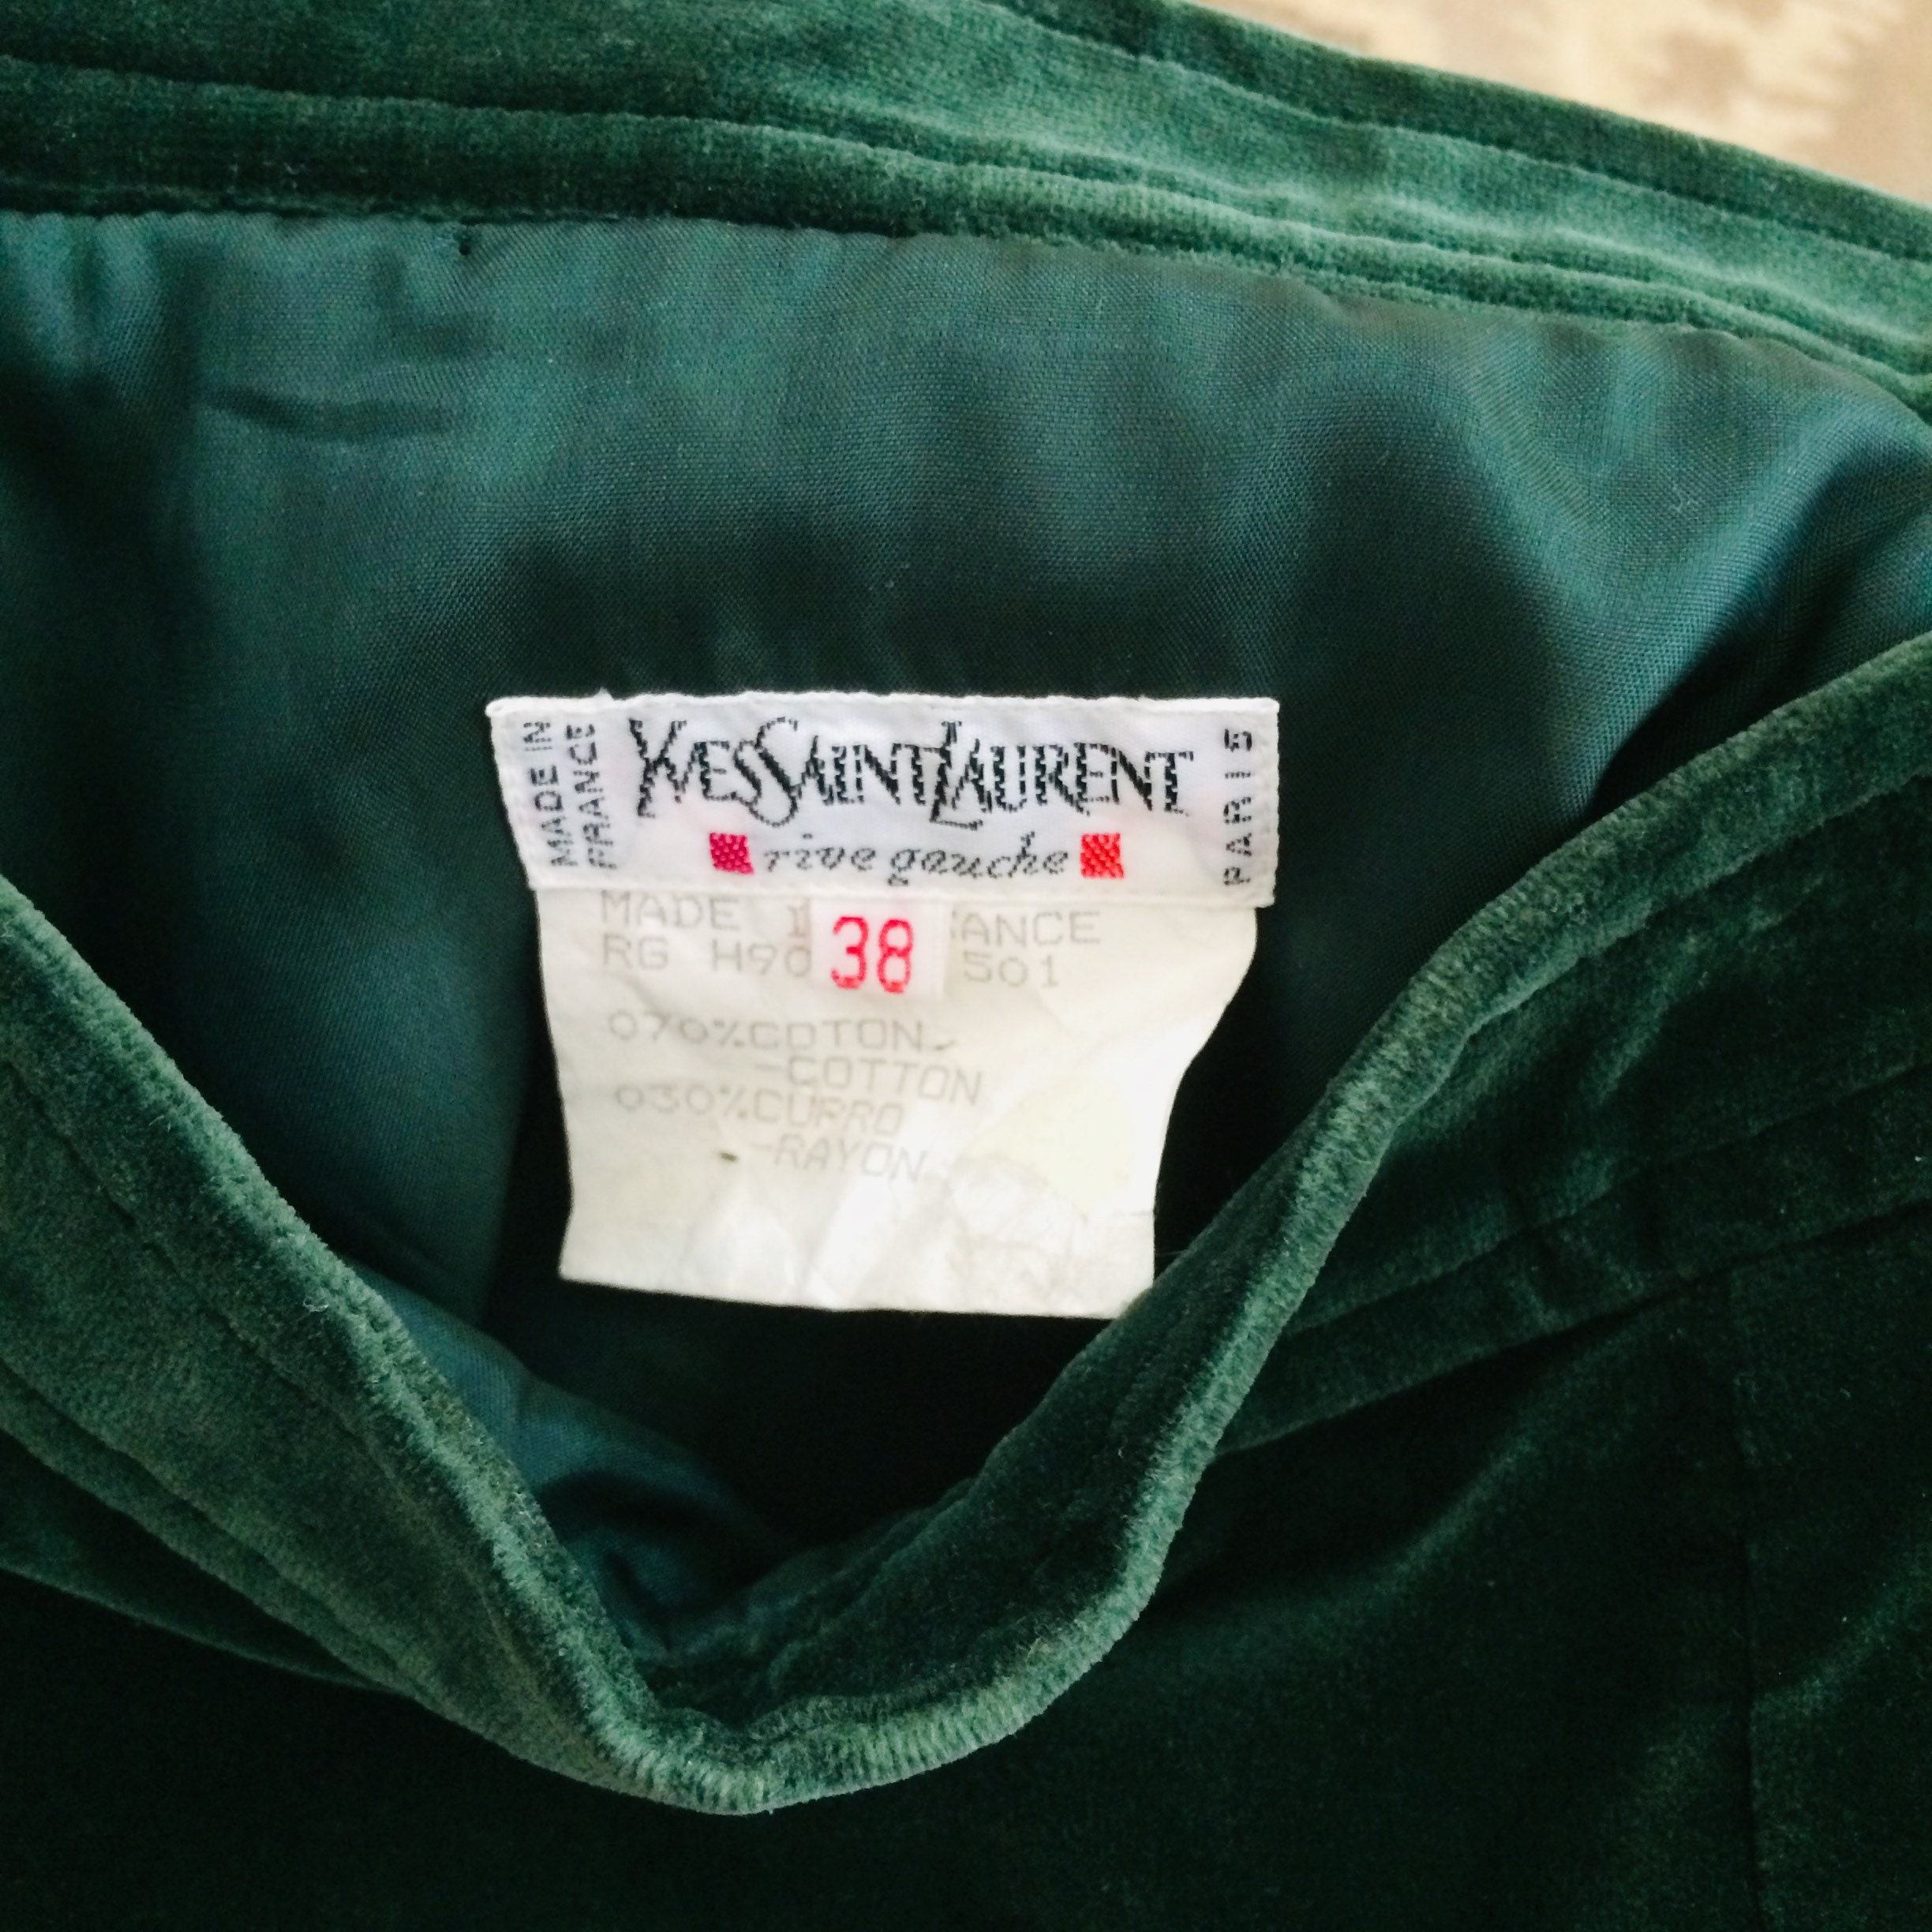 MADE IN
FRANCE
YVES SAINT LAURENT
rive gauche
PARIS
38
MADE
RG H90 501
070%COTON
-COTTON
030%CUPRO
-RAYON